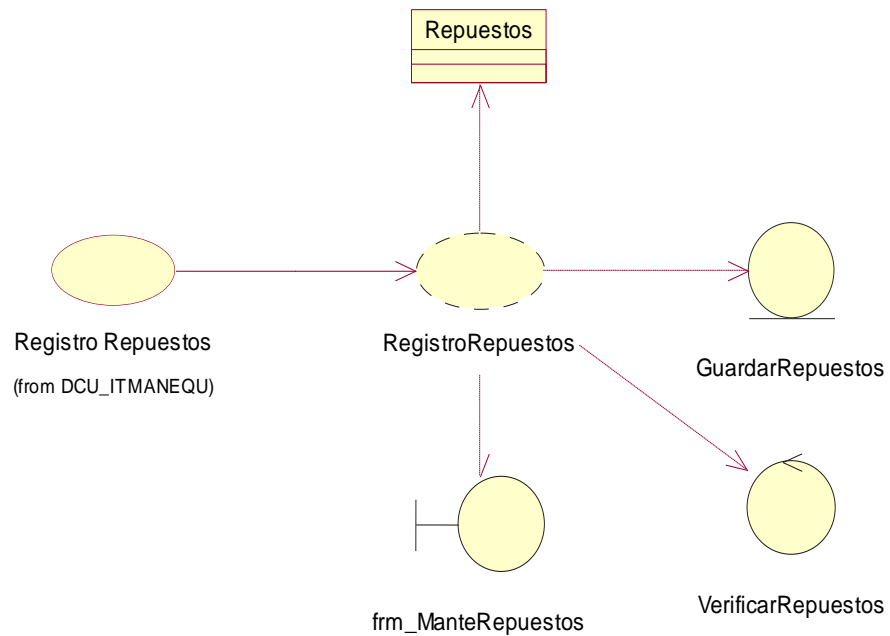 Repuestos
Registro Repuestos
(from DCU_ITMANEQU)
RegistroRepuestos
GuardarRepuestos
frm_ManteRepuestos
VerificarRepuestos